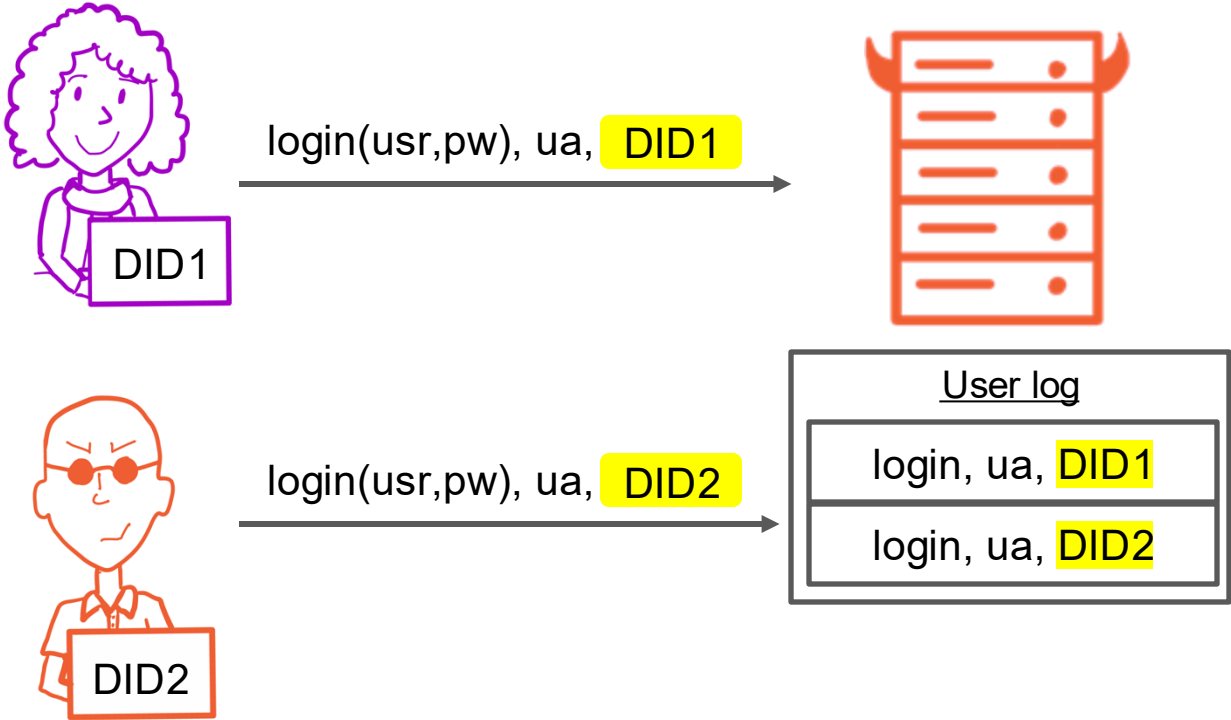 login(usr,pw), ua, DID1
DID1
User log
login, ua, DID1
login(usr,pw), ua, DID2
login, ua, DID2
DID2